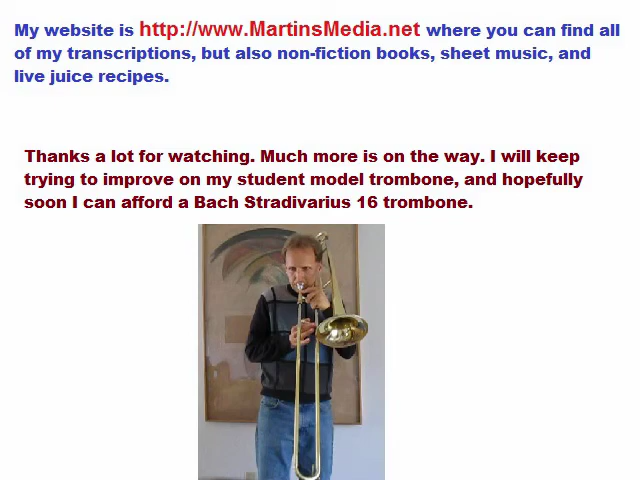 My website is http://www.MartinsMedia.net where you can find all
of my transcriptions, but also non-fiction books, sheet music, and
live juice recipes.
Thanks a lot for watching. Much more is on the way. I will keep
trying to improve on my student model trombone, and hopefully
soon I can afford a Bach Stradivarius 16 trombone.